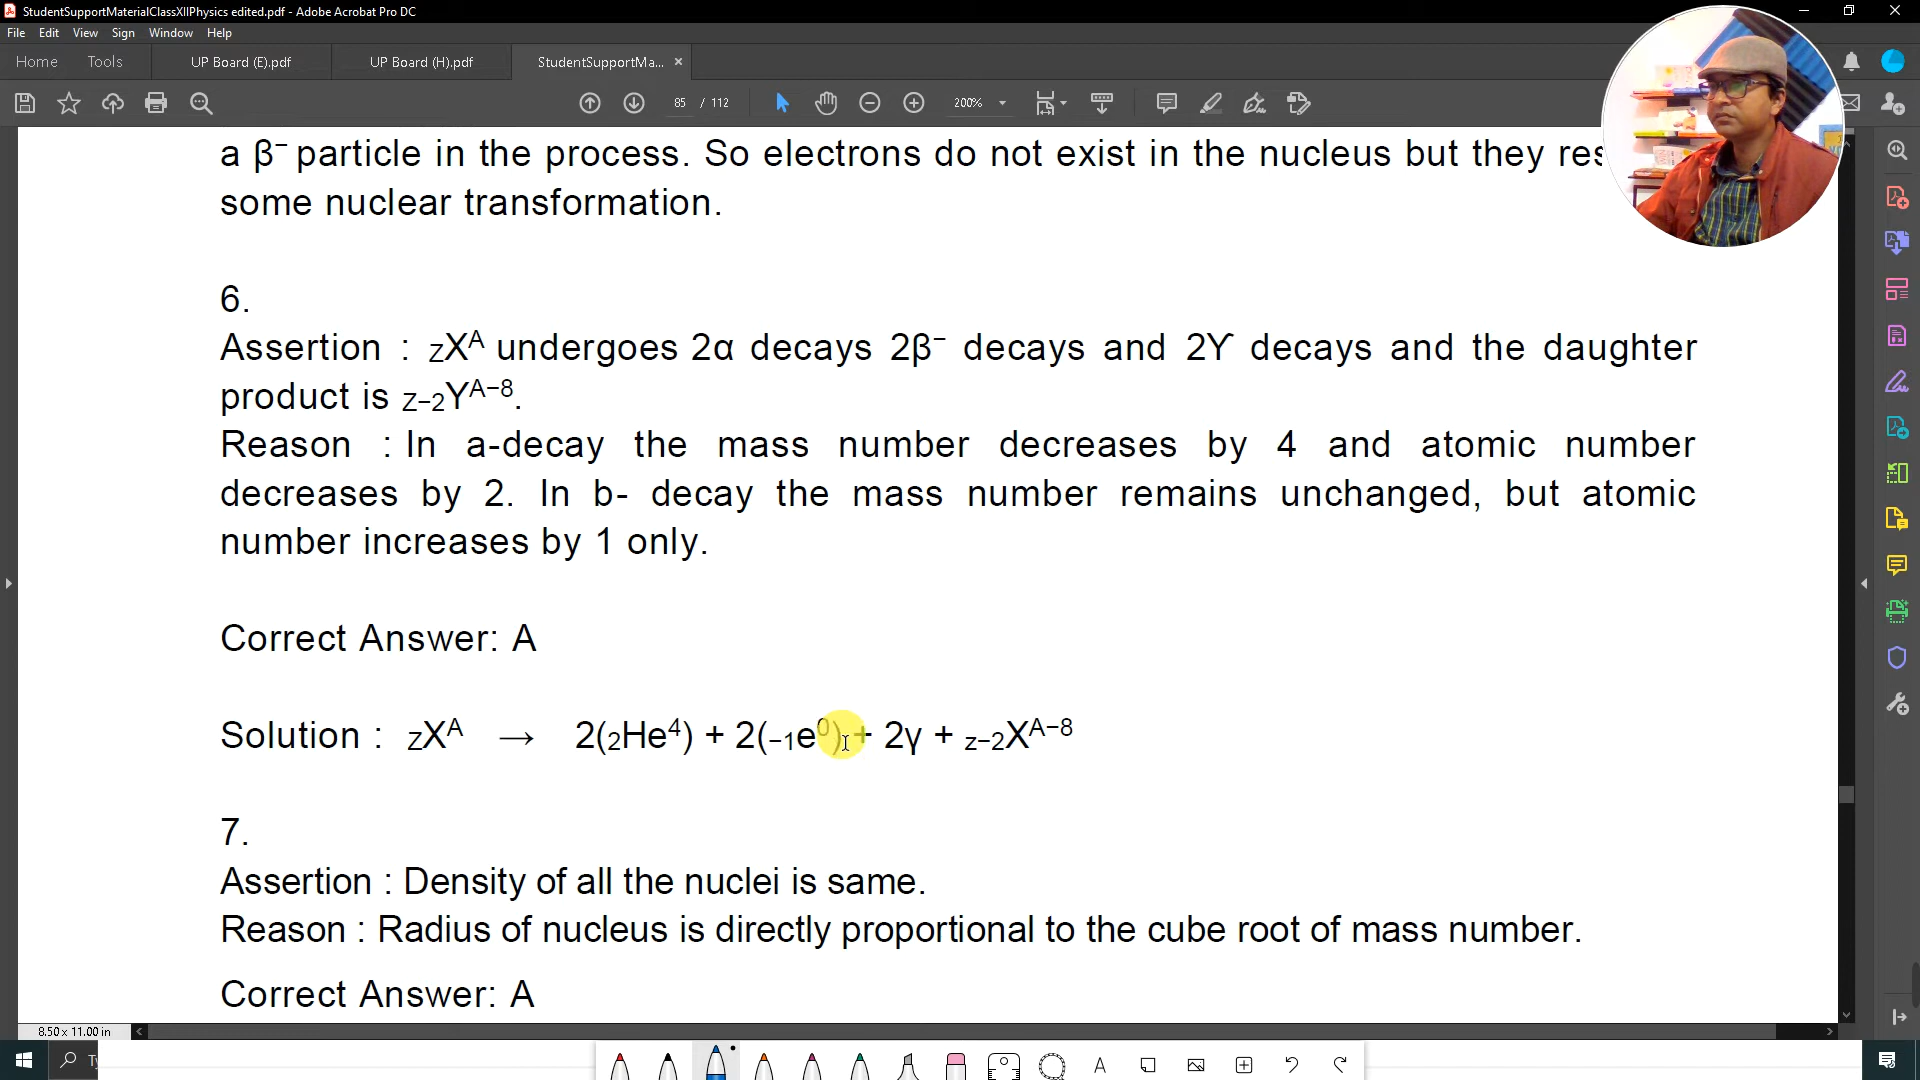 StudentSupportMaterialClassXIIPhysics edited.pdf - Adobe Acrobat Pro DC
File Edit View Sign Window Help
Home Tools UP Board (E).pdf UP Board (H).pdf StudentSupportMa... ×
85 / 112 200%
a β⁻ particle in the process. So electrons do not exist in the nucleus but they
some nuclear transformation.
6.
Assertion : ZXᴬ undergoes 2α decays 2β⁻ decays and 2ϒ decays and the daughter
product is Z−2Yᴬ⁻⁸.
Reason : In a-decay the mass number decreases by 4 and atomic number
decreases by 2. In b- decay the mass number remains unchanged, but atomic
number increases by 1 only.
Correct Answer: A
Solution : ZXᴬ → 2(₂He⁴) + 2(₋₁e⁰) + 2γ + z−2Xᴬ⁻⁸
7.
Assertion : Density of all the nuclei is same.
Reason : Radius of nucleus is directly proportional to the cube root of mass number.
Correct Answer: A
8.50 x 11.00 in